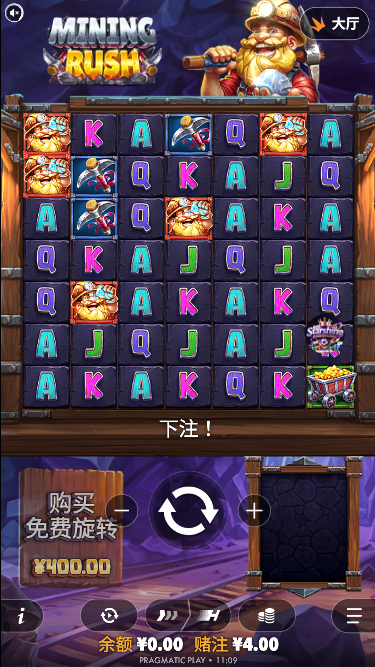 大厅
MINING
RUSH
K A Q A
Q K A J
A Q A K A
Q K A J J Q A
Q A K A K Q
A J Q J A J
A K A K Q K
下注！
购买
免费旋转
¥400.00
余额 ¥0.00 赌注 ¥4.00
PRAGMATIC PLAY • 11:09